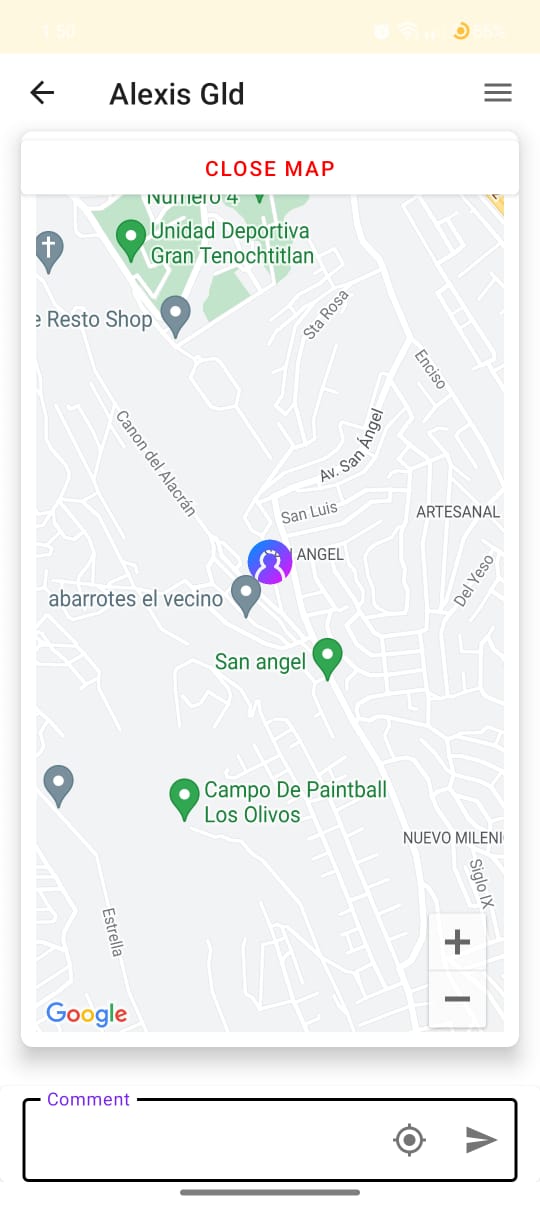 1:50
56%
Alexis Gld
CLOSE MAP
Numero 4
Unidad Deportiva
Gran Tenochtitlan
e Resto Shop
Sta Rosa
Enciso
Canon del Alacrán
Av. San Ángel
San Luis
ARTESANAL
ANGEL
Del Yeso
abarrotes el vecino
San angel
Campo De Paintball
Los Olivos
NUEVO MILENI
Siglo IX
Estrella
Google
Comment